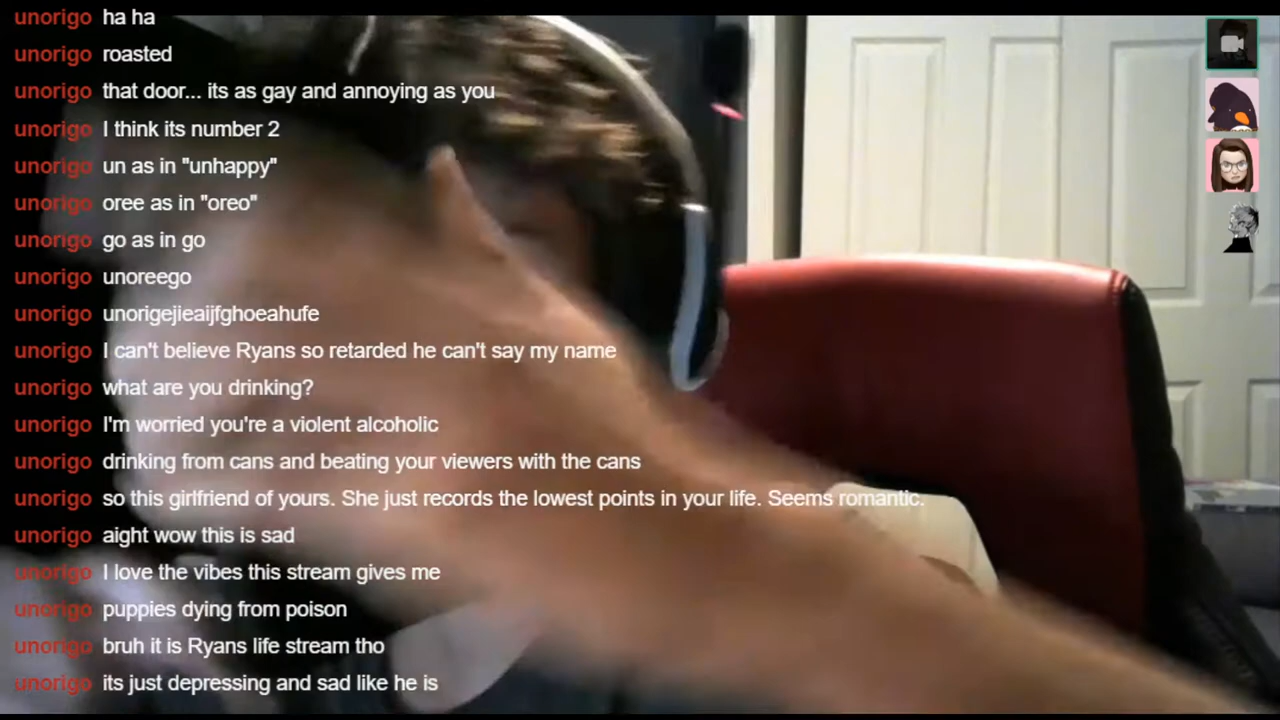 unorigo ha ha
unorigo roasted
unorigo that door... its as gay and annoying as you
unorigo I think its number 2
unorigo un as in "unhappy"
unorigo oree as in "oreo"
unorigo go as in go
unorigo unoreego
unorigo unorigejieaijfghoeahufe
unorigo I can't believe Ryans so retarded he can't say my name
unorigo what are you drinking?
unorigo I'm worried you're a violent alcoholic
unorigo drinking from cans and beating your viewers with the cans
unorigo so this girlfriend of yours. She just records the lowest points in your life. Seems romantic.
unorigo aight wow this is sad
unorigo I love the vibes this stream gives me
unorigo puppies dying from poison
unorigo bruh it is Ryans life stream tho
unorigo its just depressing and sad like he is